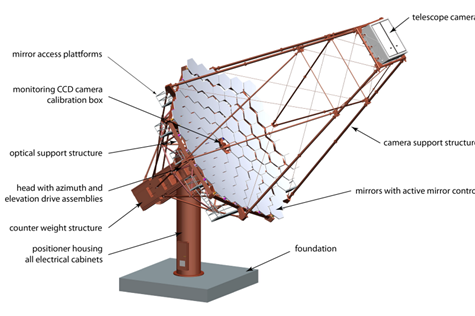 telescope camera
mirror access plattforms
monitoring CCD camera
calibration box
optical support structure
camera support structure
head with azimuth and
elevation drive assemblies
mirrors with active mirror contro
counter weight structure
positioner housing
all electrical cabinets
foundation